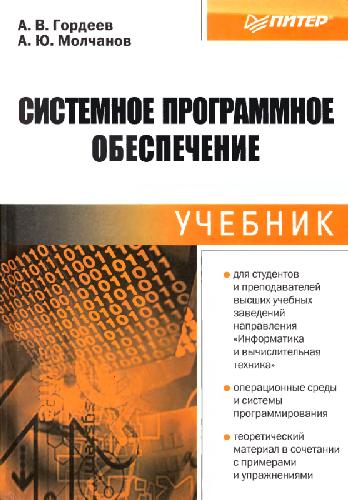 А. В. Гордеев
А. Ю. Молчанов
ПИТЕР
СИСТЕМНОЕ ПРОГРАММНОЕ
ОБЕСПЕЧЕНИЕ
УЧЕБНИК
для студентов
и преподавателей
высших учебных
заведений
направления
«Информатика
и вычислительная
техника»
операционные среды
и системы
программирования
теоретический
материал в сочетании
с примерами
и упражнениями